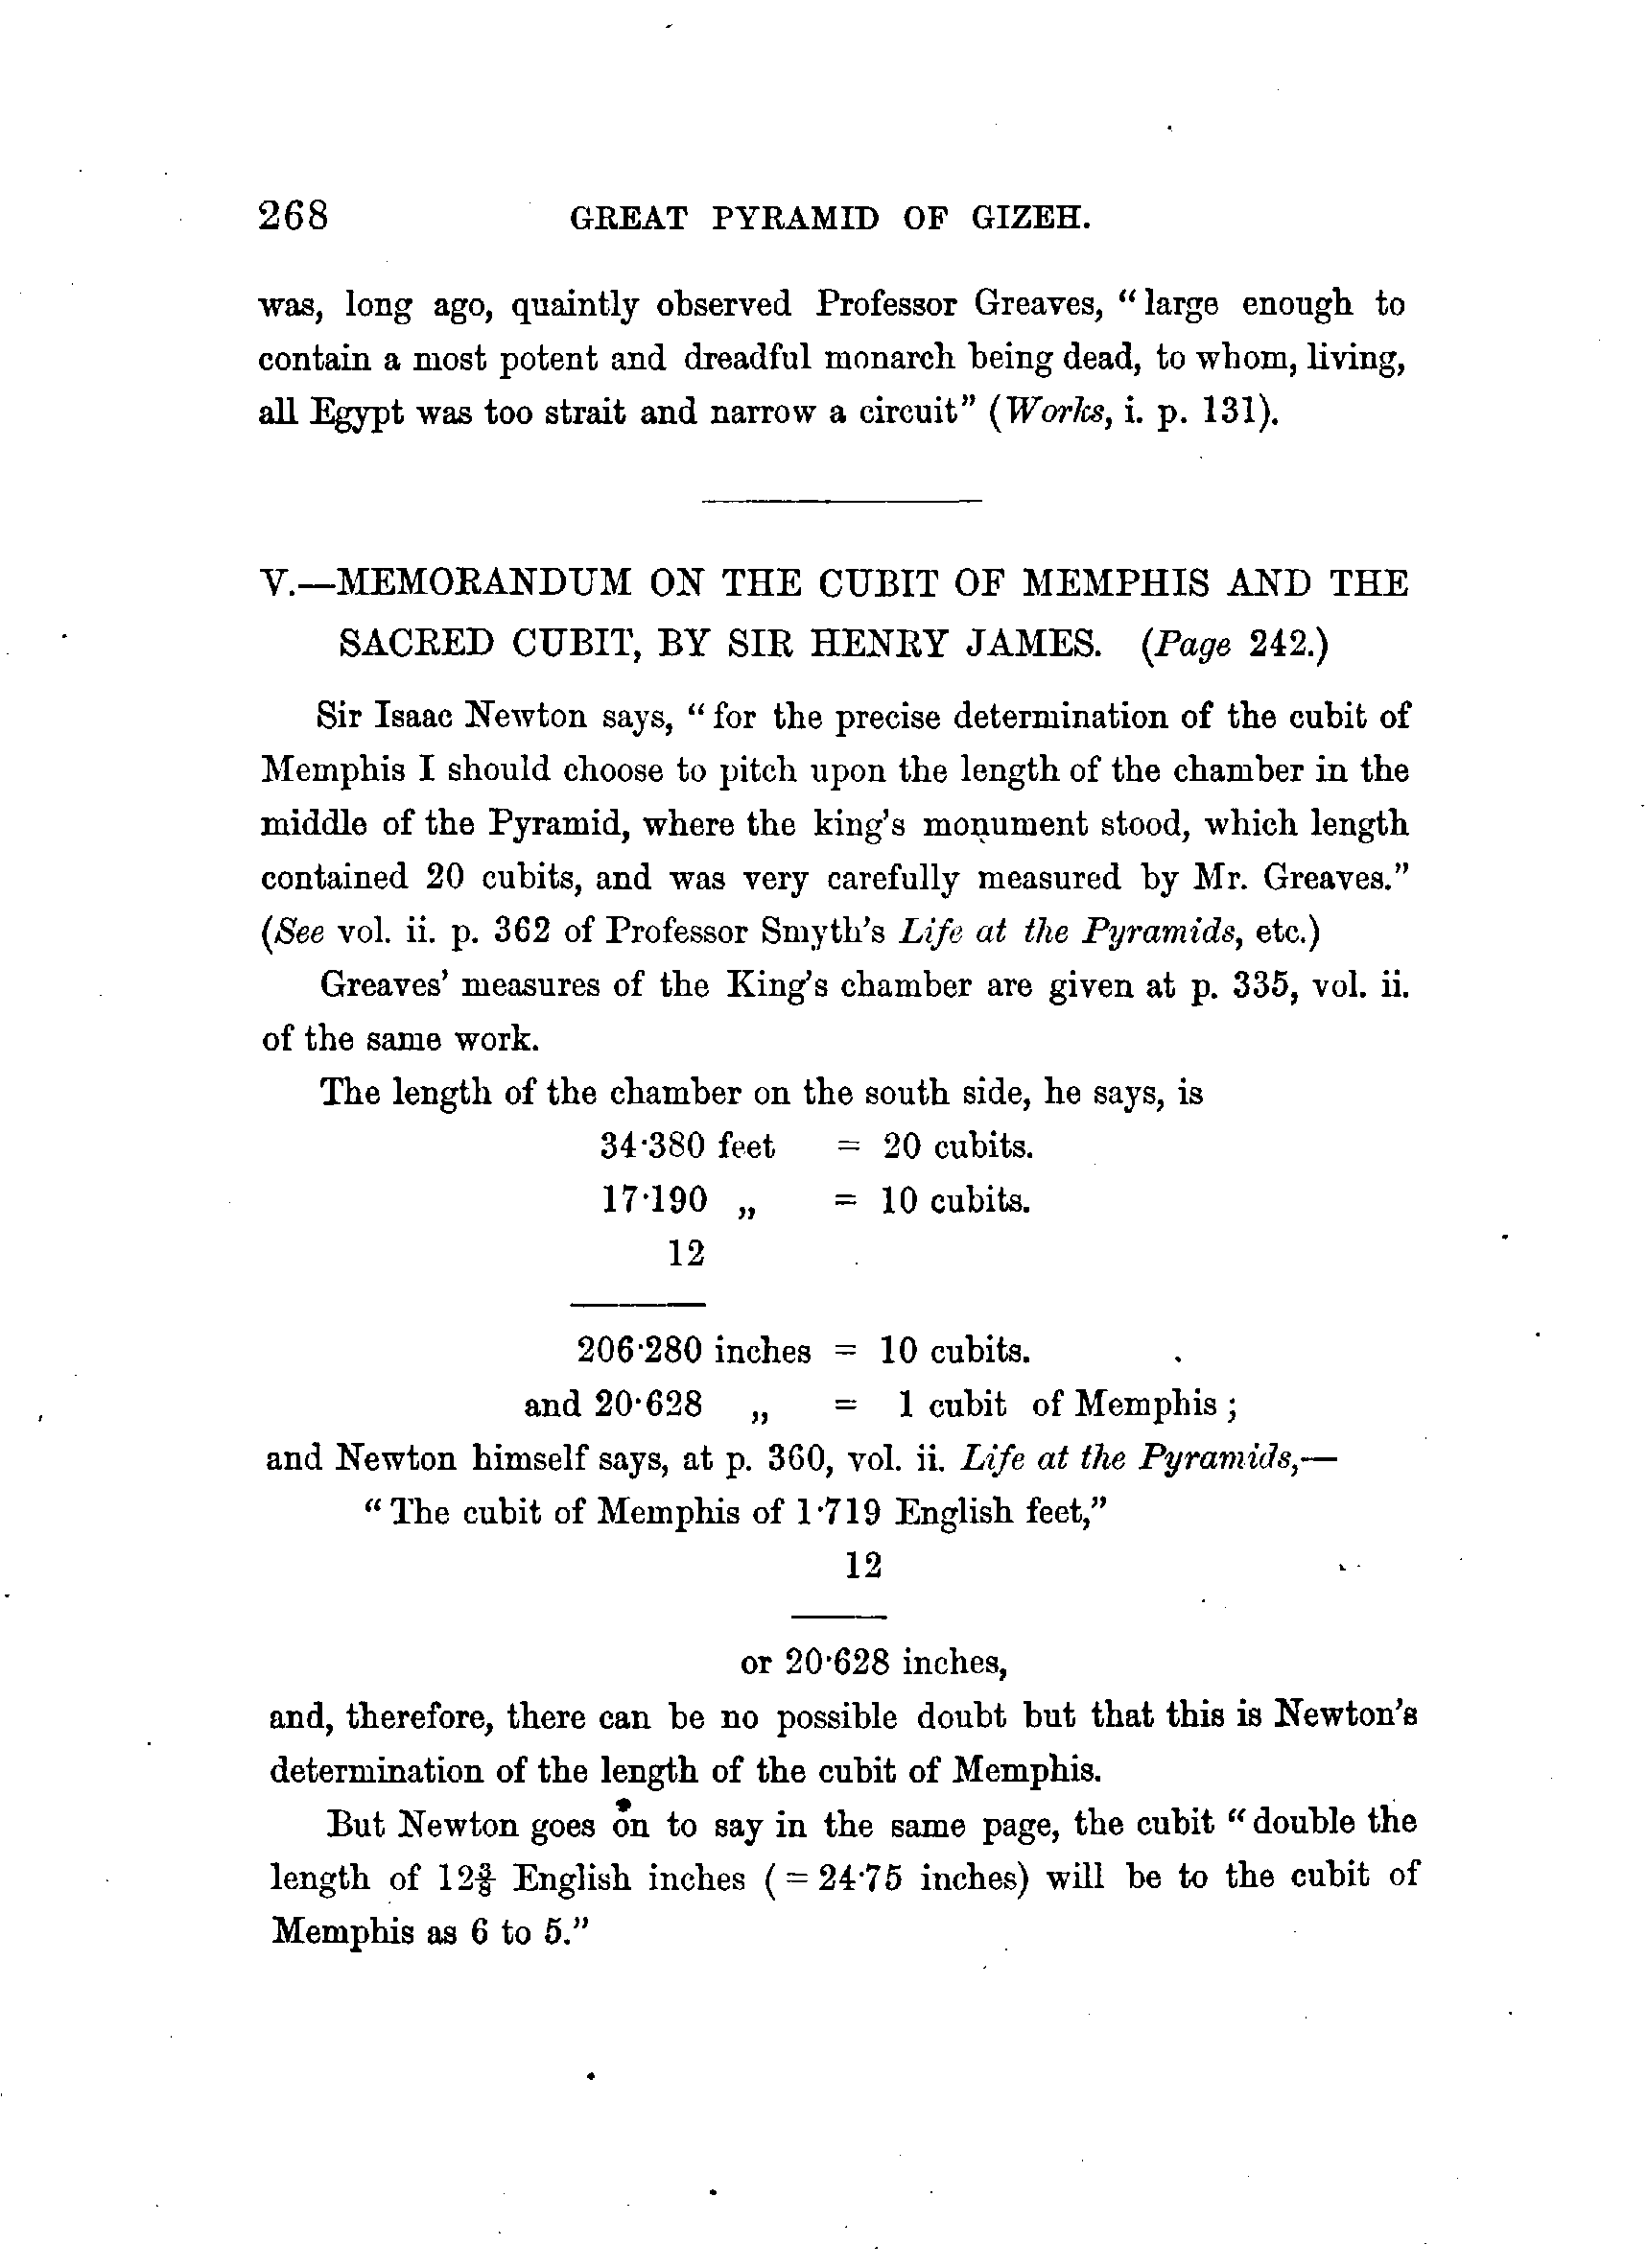 268 GREAT PYRAMID OF GIZEH.
was, long ago, quaintly observed Professor Greaves, “large enough to
contain a most potent and dreadful monarch being dead, to whom, living,
all Egypt was too strait and narrow a circuit” (Works, i. p. 131).
V.—MEMORANDUM ON THE CUBIT OF MEMPHIS AND THE
SACRED CUBIT, BY SIR HENRY JAMES. (Page 242.)
Sir Isaac Newton says, “for the precise determination of the cubit of
Memphis I should choose to pitch upon the length of the chamber in the
middle of the Pyramid, where the king’s monument stood, which length
contained 20 cubits, and was very carefully measured by Mr. Greaves.”
(See vol. ii. p. 362 of Professor Smyth’s Life at the Pyramids, etc.)
Greaves’ measures of the King’s chamber are given at p. 335, vol. ii.
of the same work.
The length of the chamber on the south side, he says, is
34·380 feet = 20 cubits.
17·190 „ = 10 cubits.
12
206·280 inches = 10 cubits.
and 20·628 „ = 1 cubit of Memphis;
and Newton himself says, at p. 360, vol. ii. Life at the Pyramids,—
“The cubit of Memphis of 1·719 English feet,”
12
or 20·628 inches,
and, therefore, there can be no possible doubt but that this is Newton’s
determination of the length of the cubit of Memphis.
But Newton goes on to say in the same page, the cubit “double the
length of 12⅜ English inches (= 24·75 inches) will be to the cubit of
Memphis as 6 to 5.”